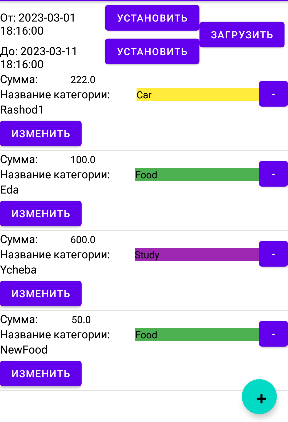 От: 2023-03-01
18:16:00
УСТАНОВИТЬ
ЗАГРУЗИТЬ
До: 2023-03-11
18:16:00
УСТАНОВИТЬ
Сумма: 222.0
Название категории: Car -
Rashod1
ИЗМЕНИТЬ
Сумма: 100.0
Название категории: Food -
Eda
ИЗМЕНИТЬ
Сумма: 600.0
Название категории: Study -
Ycheba
ИЗМЕНИТЬ
Сумма: 50.0
Название категории: Food -
NewFood
ИЗМЕНИТЬ
+